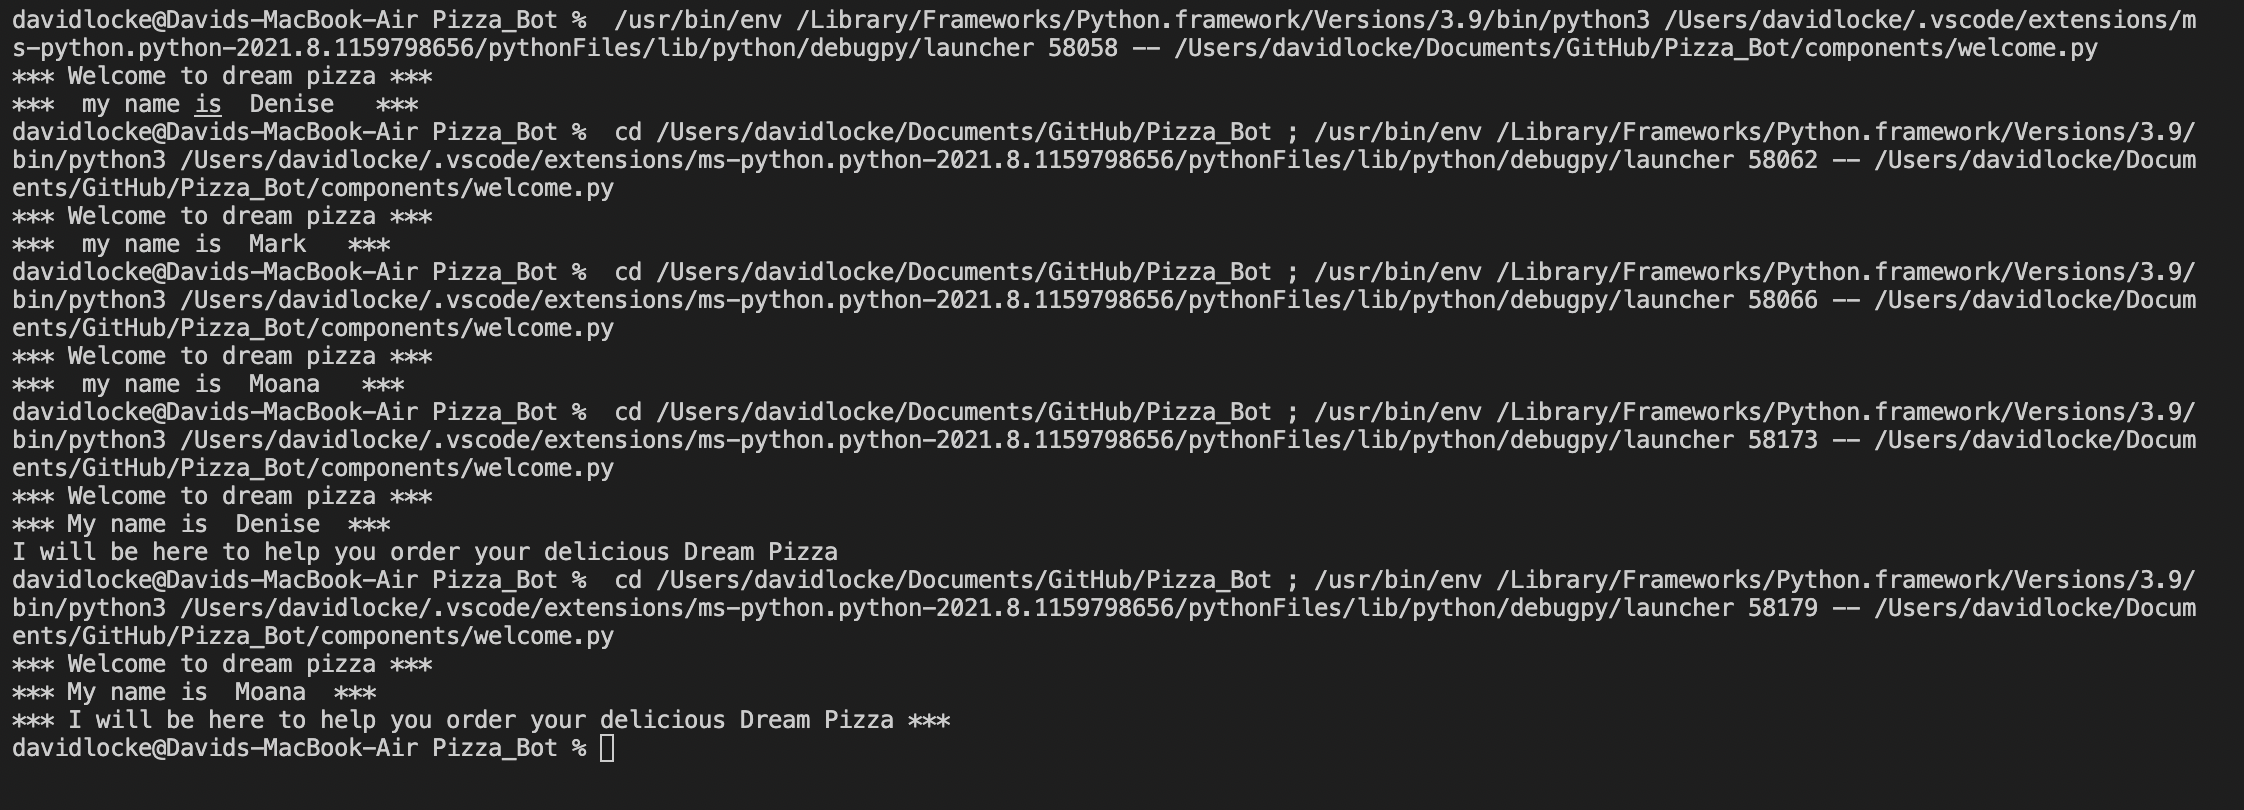 davidlocke@Davids-MacBook-Air Pizza_Bot %  /usr/bin/env /Library/Frameworks/Python.framework/Versions/3.9/bin/python3 /Users/davidlocke/.vscode/extensions/m
s-python.python-2021.8.1159798656/pythonFiles/lib/python/debugpy/launcher 58058 -- /Users/davidlocke/Documents/GitHub/Pizza_Bot/components/welcome.py
*** Welcome to dream pizza ***
***  my name is  Denise   ***
davidlocke@Davids-MacBook-Air Pizza_Bot %  cd /Users/davidlocke/Documents/GitHub/Pizza_Bot ; /usr/bin/env /Library/Frameworks/Python.framework/Versions/3.9/
bin/python3 /Users/davidlocke/.vscode/extensions/ms-python.python-2021.8.1159798656/pythonFiles/lib/python/debugpy/launcher 58062 -- /Users/davidlocke/Docum
ents/GitHub/Pizza_Bot/components/welcome.py
*** Welcome to dream pizza ***
***  my name is  Mark   ***
davidlocke@Davids-MacBook-Air Pizza_Bot %  cd /Users/davidlocke/Documents/GitHub/Pizza_Bot ; /usr/bin/env /Library/Frameworks/Python.framework/Versions/3.9/
bin/python3 /Users/davidlocke/.vscode/extensions/ms-python.python-2021.8.1159798656/pythonFiles/lib/python/debugpy/launcher 58066 -- /Users/davidlocke/Docum
ents/GitHub/Pizza_Bot/components/welcome.py
*** Welcome to dream pizza ***
***  my name is  Moana   ***
davidlocke@Davids-MacBook-Air Pizza_Bot %  cd /Users/davidlocke/Documents/GitHub/Pizza_Bot ; /usr/bin/env /Library/Frameworks/Python.framework/Versions/3.9/
bin/python3 /Users/davidlocke/.vscode/extensions/ms-python.python-2021.8.1159798656/pythonFiles/lib/python/debugpy/launcher 58173 -- /Users/davidlocke/Docum
ents/GitHub/Pizza_Bot/components/welcome.py
*** Welcome to dream pizza ***
*** My name is  Denise  ***
I will be here to help you order your delicious Dream Pizza
davidlocke@Davids-MacBook-Air Pizza_Bot %  cd /Users/davidlocke/Documents/GitHub/Pizza_Bot ; /usr/bin/env /Library/Frameworks/Python.framework/Versions/3.9/
bin/python3 /Users/davidlocke/.vscode/extensions/ms-python.python-2021.8.1159798656/pythonFiles/lib/python/debugpy/launcher 58179 -- /Users/davidlocke/Docum
ents/GitHub/Pizza_Bot/components/welcome.py
*** Welcome to dream pizza ***
*** My name is  Moana  ***
*** I will be here to help you order your delicious Dream Pizza ***
davidlocke@Davids-MacBook-Air Pizza_Bot %